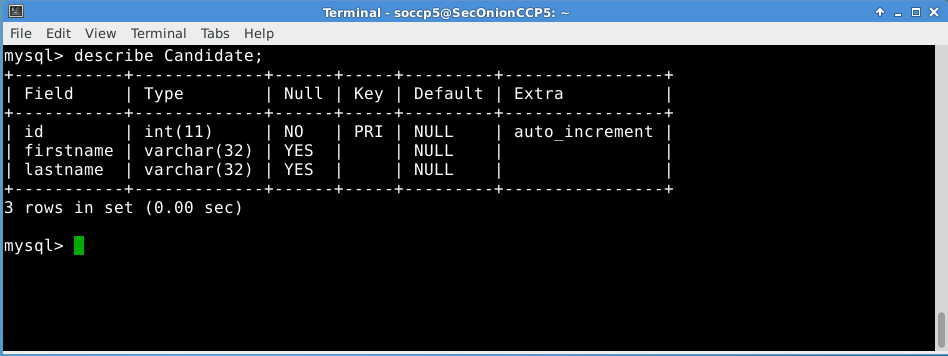 Terminal - soccp5@SecOnionCCP5: ~
File Edit View Terminal Tabs Help
mysql> describe Candidate;
+-----------+-------------+------+-----+---------+----------------+
| Field     | Type        | Null | Key | Default | Extra          |
+-----------+-------------+------+-----+---------+----------------+
| id        | int(11)     | NO   | PRI | NULL    | auto_increment |
| firstname | varchar(32) | YES  |     | NULL    |                |
| lastname  | varchar(32) | YES  |     | NULL    |                |
+-----------+-------------+------+-----+---------+----------------+
3 rows in set (0.00 sec)
mysql>